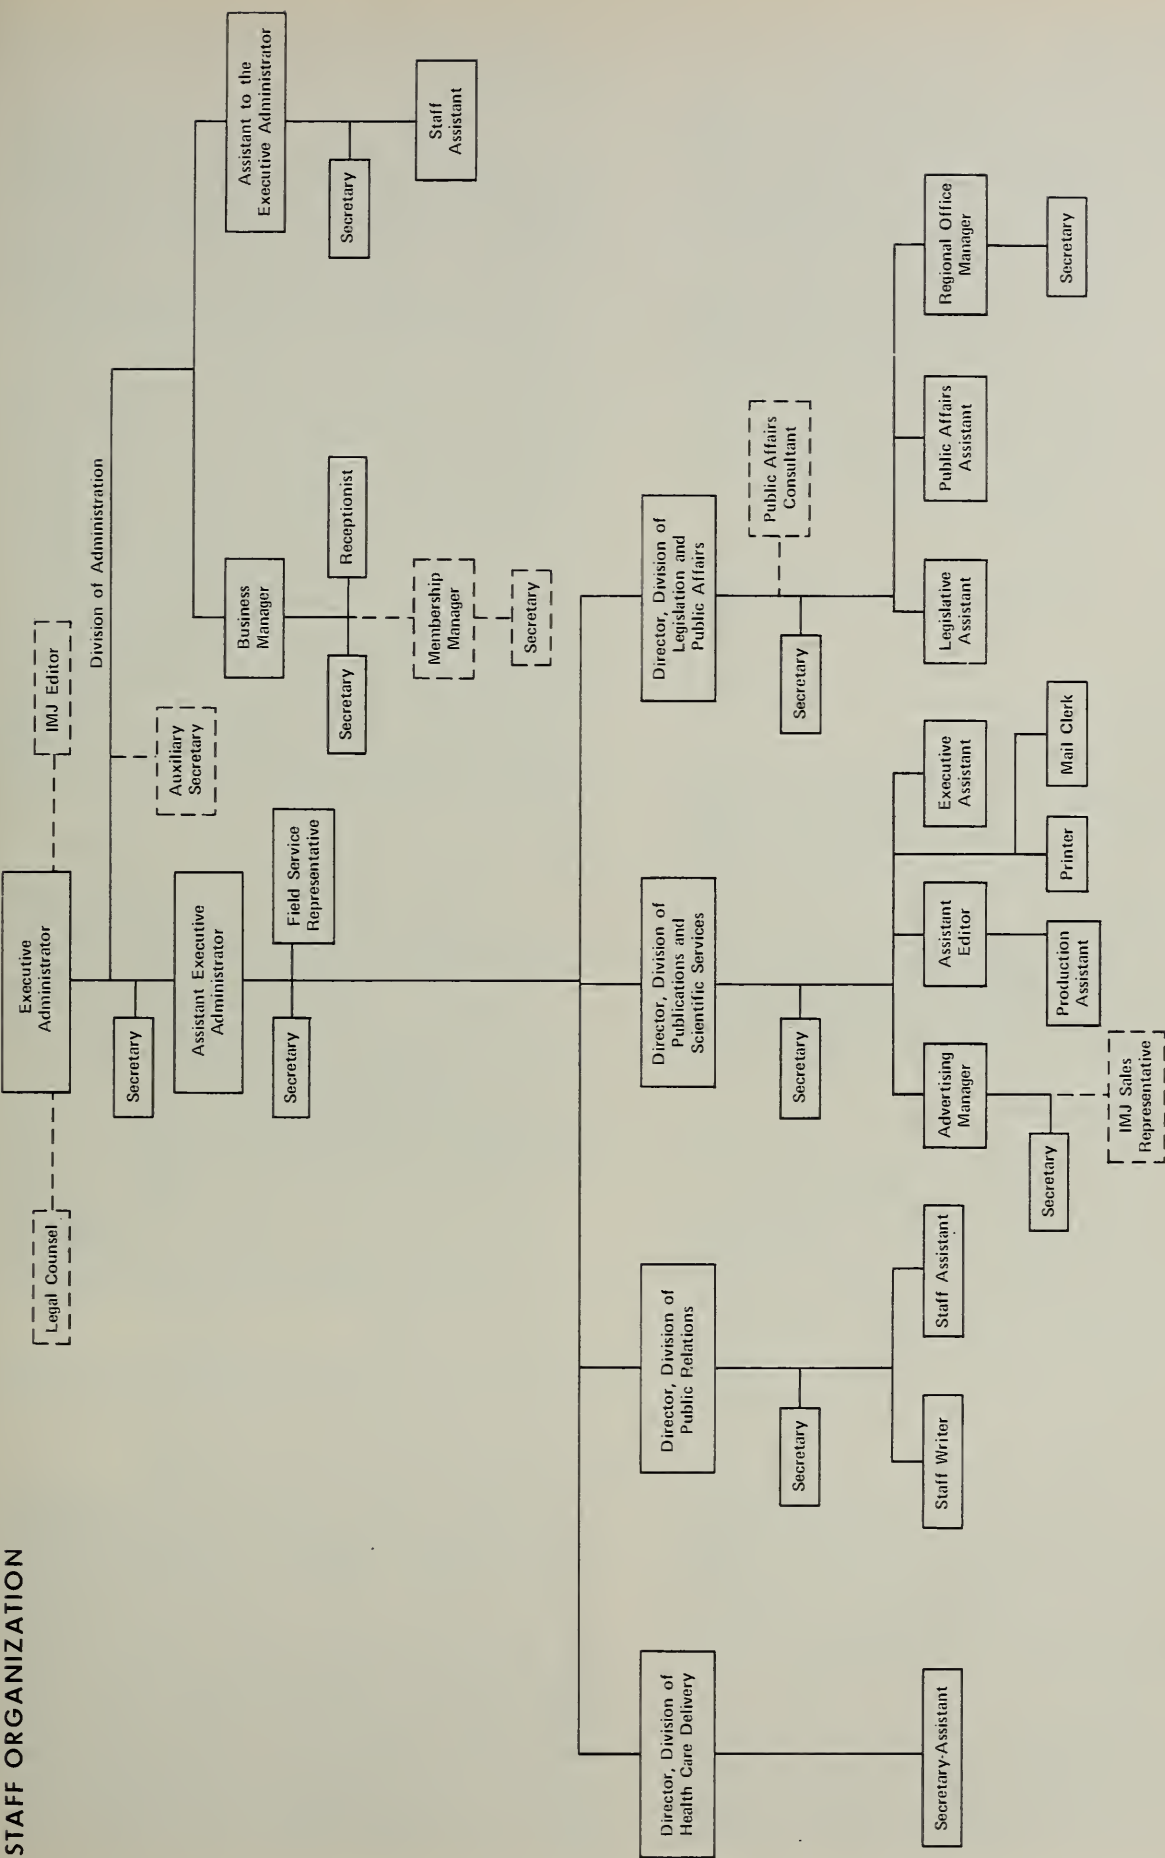 STAFF ORGANIZATION
Legal Counsel
Executive
Administrator
IMJ Editor
Division of Administration
Secretary
Auxiliary
Secretary
Assistant Executive
Administrator
Business
Manager
Assistant to the
Executive Administrator
Secretary
Field Service
Representative
Secretary
Receptionist
Secretary
Membership
Manager
Staff
Assistant
Secretary
Director, Division of
Health Care Delivery
Director, Division of
Public Relations
Director, Division of
Publications and
Scientific Services
Director, Division of
Legislation and
Public Affairs
Secretary
Secretary
Secretary
Public Affairs
Consultant
Secretary-Assistant
Staff Writer
Staff Assistant
Advertising
Manager
Assistant
Editor
Executive
Assistant
Legislative
Assistant
Public Affairs
Assistant
Regional Office
Manager
Secretary
Production
Assistant
Printer
Mail Clerk
Secretary
IMJ Sales
Representative